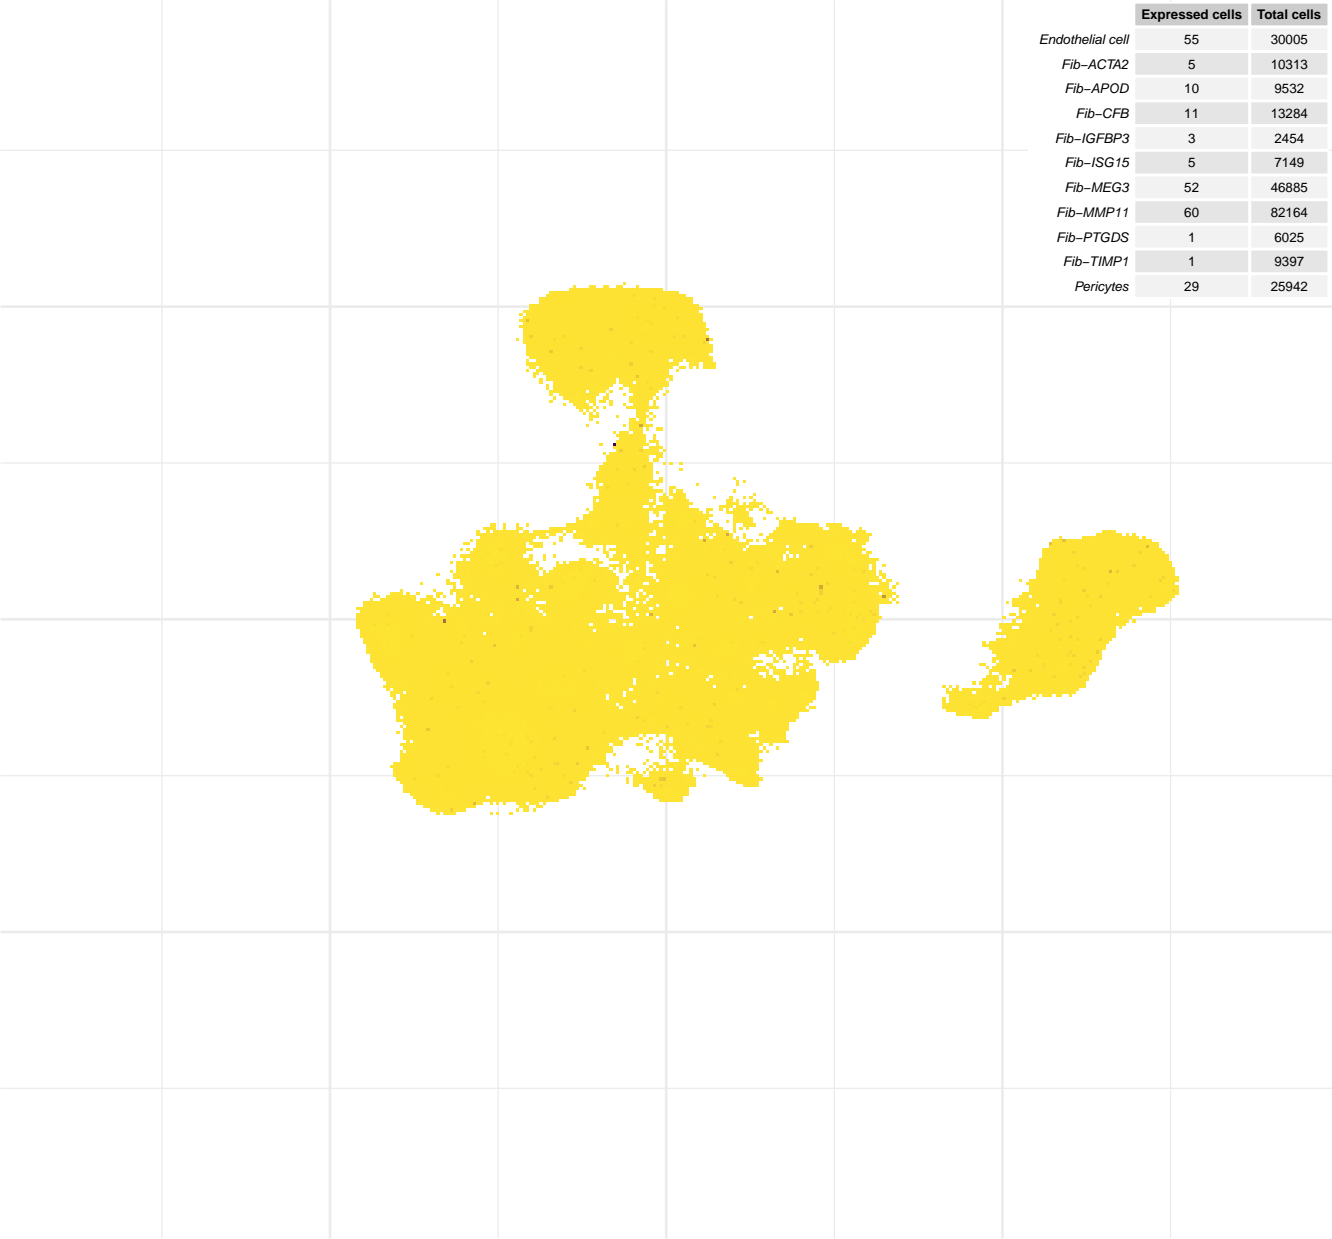 Expressed cells Total cells
Endothelial cell 55 30005
Fib−ACTA2 5 10313
Fib−APOD 10 9532
Fib−CFB 11 13284
Fib−IGFBP3 3 2454
Fib−ISG15 5 7149
Fib−MEG3 52 46885
Fib−MMP11 60 82164
Fib−PTGDS 1 6025
Fib−TIMP1 1 9397
Pericytes 29 25942